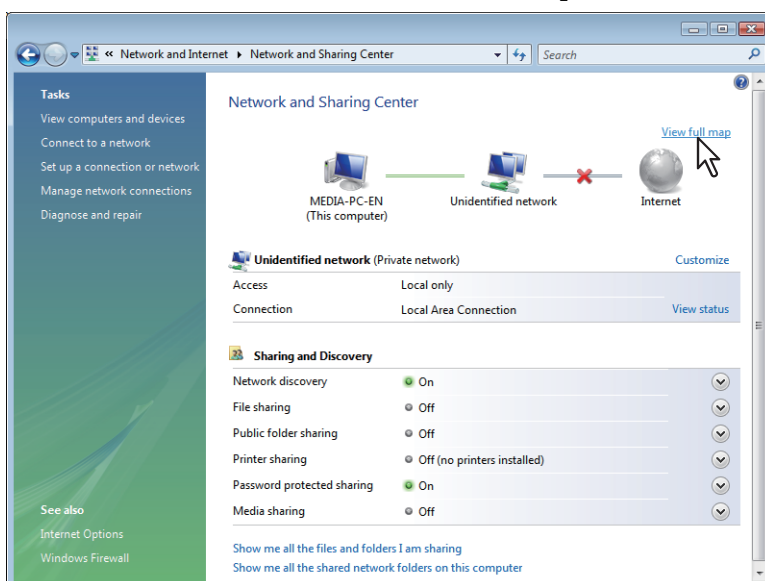 « Network and Internet ▸ Network and Sharing Center
Search
Tasks
View computers and devices
Connect to a network
Set up a connection or network
Manage network connections
Diagnose and repair
See also
Internet Options
Windows Firewall
Network and Sharing Center
View full map
MEDIA-PC-EN
(This computer)
Unidentified network
Internet
Unidentified network (Private network)
Customize
Access Local only
Connection Local Area Connection View status
Sharing and Discovery
Network discovery On
File sharing Off
Public folder sharing Off
Printer sharing Off (no printers installed)
Password protected sharing On
Media sharing Off
Show me all the files and folders I am sharing
Show me all the shared network folders on this computer